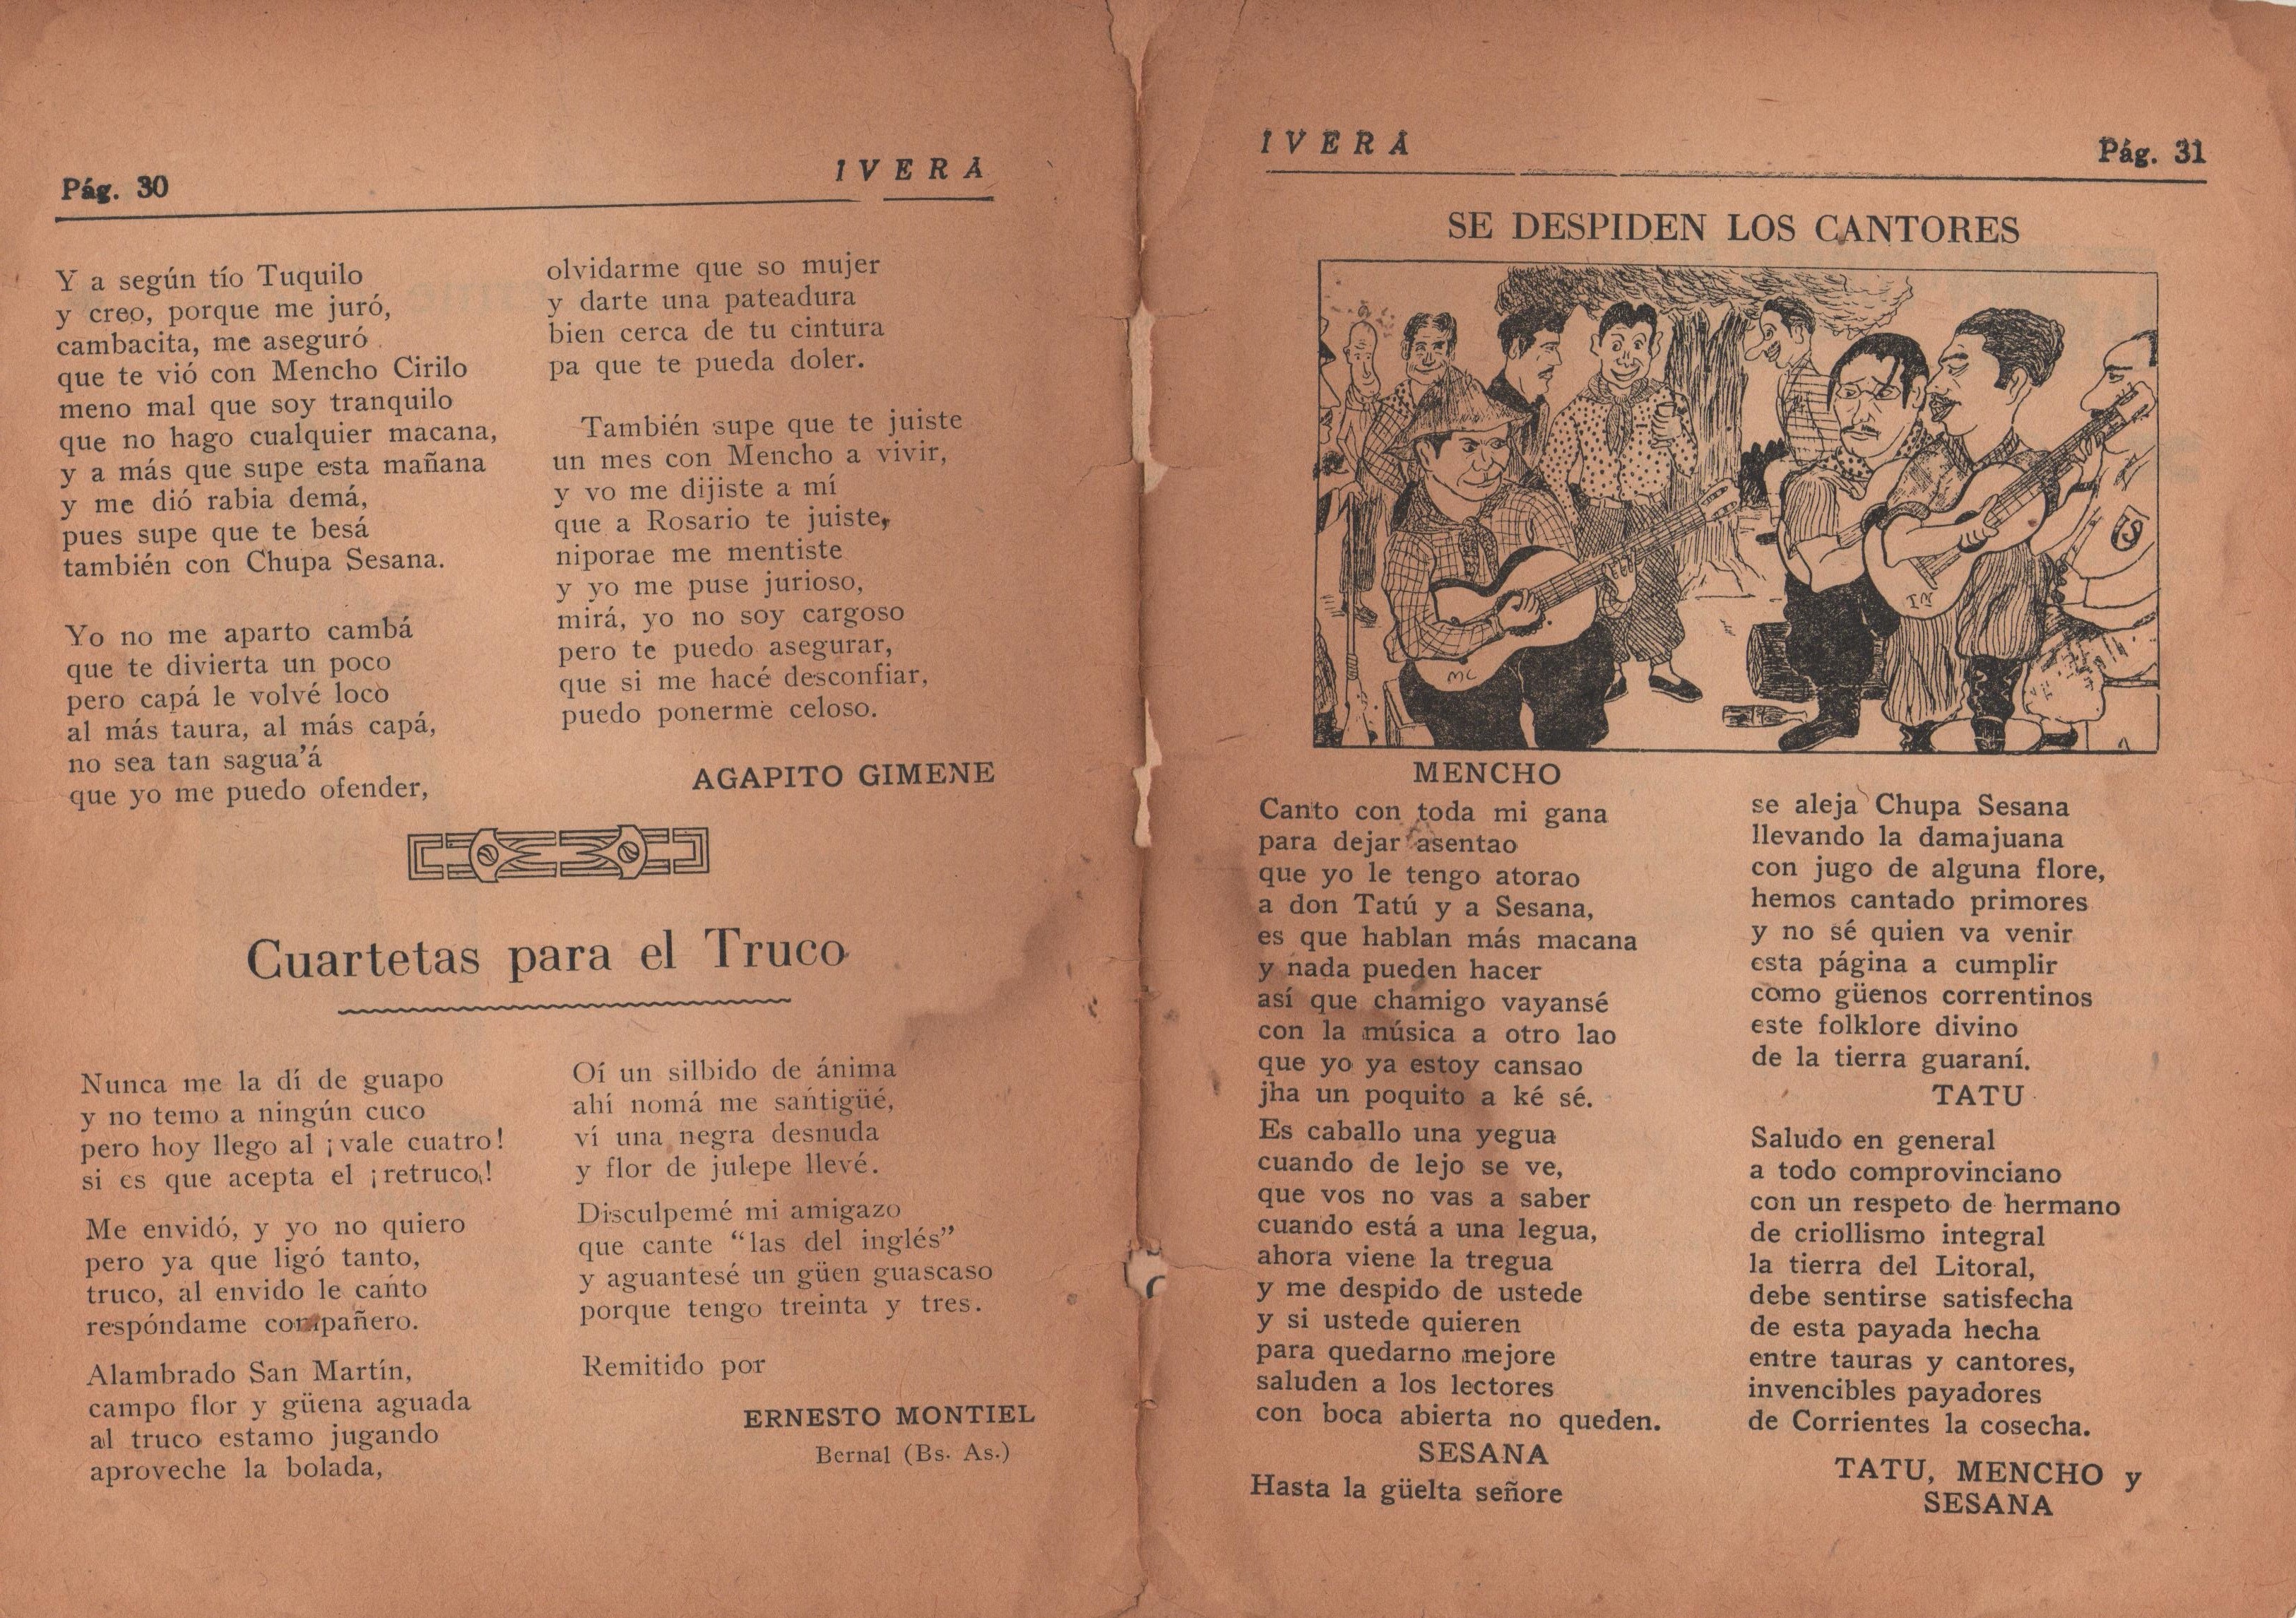 Pág. 30
IVERA
Y a según tío Tuquilo
y creo, porque me juró,
cambacita, me aseguró
que te vió con Mencho Cirilo
meno mal que soy tranquilo
que no hago cualquier macana,
y a más que supe esta mañana
y me dió rabia demá,
pues supe que te besá
también con Chupa Sesana.
Yo no me aparto cambá
que te divierta un poco
pero capá le volvé loco
al más taura, al más capá,
no sea tan sagua'á
que yo me puedo ofender,
olvidarme que so mujer
y darte una pateadura
bien cerca de tu cintura
pa que te pueda doler.
También supe que te juiste
un mes con Mencho a vivir,
y vo me dijiste a mí
que a Rosario te juiste,
niporae me mentiste
y yo me puse jurioso,
mirá, yo no soy cargoso
pero te puedo asegurar,
que si me hacé desconfiar,
puedo ponerme celoso.
AGAPITO GIMENE
Cuartetas para el Truco
Nunca me la dí de guapo
y no temo a ningún cuco
pero hoy llego al ¡vale cuatro!
si es que acepta el ¡retruco!
Me envidó, y yo no quiero
pero ya que ligó tanto,
truco, al envido le canto
respóndame compañero.
Alambrado San Martín,
campo flor y güena aguada
al truco estamo jugando
aproveche la bolada,
Oí un silbido de ánima
ahí nomá me santigüé,
ví una negra desnuda
y flor de julepe llevé.
Disculpemé mi amigazo
que cante "las del inglés"
y aguantesé un güen guascaso
porque tengo treinta y tres.
Remitido por
ERNESTO MONTIEL
Bernal (Bs. As.)
IVERA
Pág. 31
SE DESPIDEN LOS CANTORES
MC
IR
S
MENCHO
Canto con toda mi gana
para dejar asentao
que yo le tengo atorao
a don Tatú y a Sesana,
es que hablan más macana
y nada pueden hacer
así que chamigo vayansé
con la música a otro lao
que yo ya estoy cansao
jha un poquito a ké sé.
Es caballo una yegua
cuando de lejo se ve,
que vos no vas a saber
cuando está a una legua,
ahora viene la tregua
y me despido de ustede
y si ustede quieren
para quedarno mejore
saluden a los lectores
con boca abierta no queden.
SESANA
Hasta la güelta señore
se aleja Chupa Sesana
llevando la damajuana
con jugo de alguna flore,
hemos cantado primores
y no sé quien va venir
esta página a cumplir
como güenos correntinos
este folklore divino
de la tierra guaraní.
TATU
Saludo en general
a todo comprovinciano
con un respeto de hermano
de criollismo integral
la tierra del Litoral,
debe sentirse satisfecha
de esta payada hecha
entre tauras y cantores,
invencibles payadores
de Corrientes la cosecha.
TATU, MENCHO y
SESANA